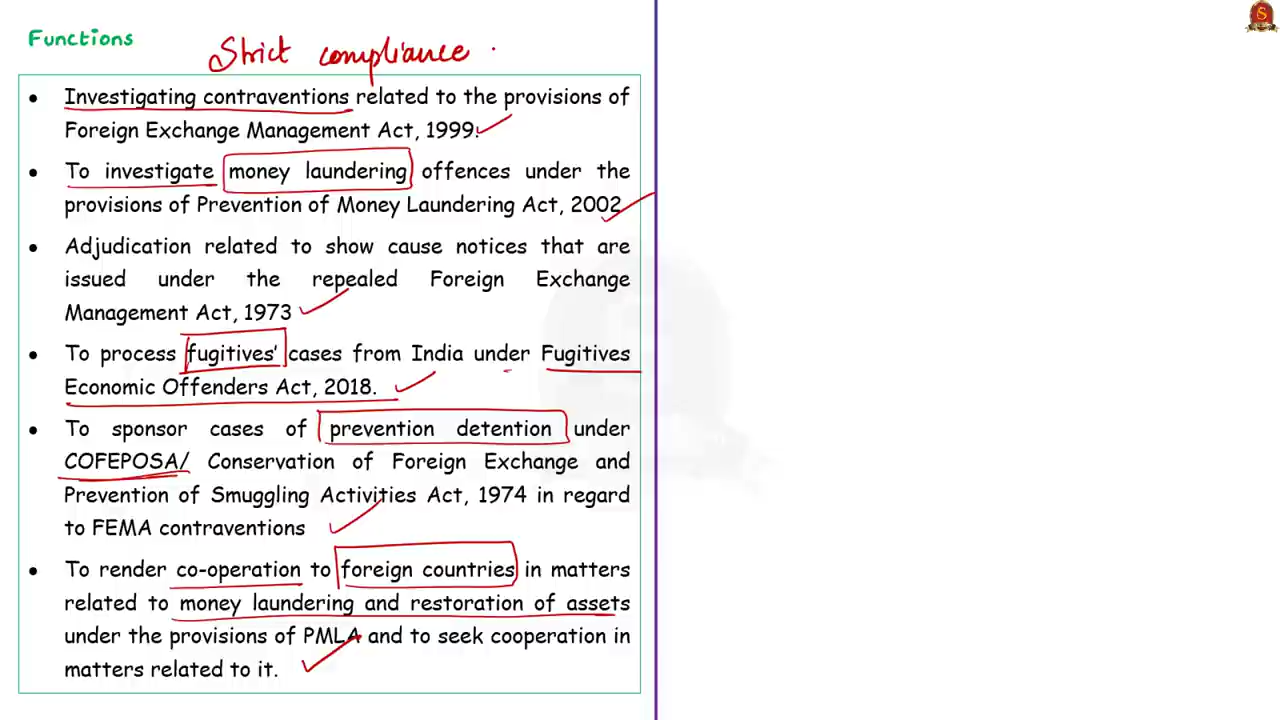 Functions
Strict compliance.
• Investigating contraventions related to the provisions of
Foreign Exchange Management Act, 1999.
• To investigate money laundering offences under the
provisions of Prevention of Money Laundering Act, 2002
• Adjudication related to show cause notices that are
issued under the repealed Foreign Exchange
Management Act, 1973
• To process fugitives' cases from India under Fugitives
Economic Offenders Act, 2018.
• To sponsor cases of prevention detention under
COFEPOSA/ Conservation of Foreign Exchange and
Prevention of Smuggling Activities Act, 1974 in regard
to FEMA contraventions
• To render co-operation to foreign countries in matters
related to money laundering and restoration of assets
under the provisions of PMLA and to seek cooperation in
matters related to it.